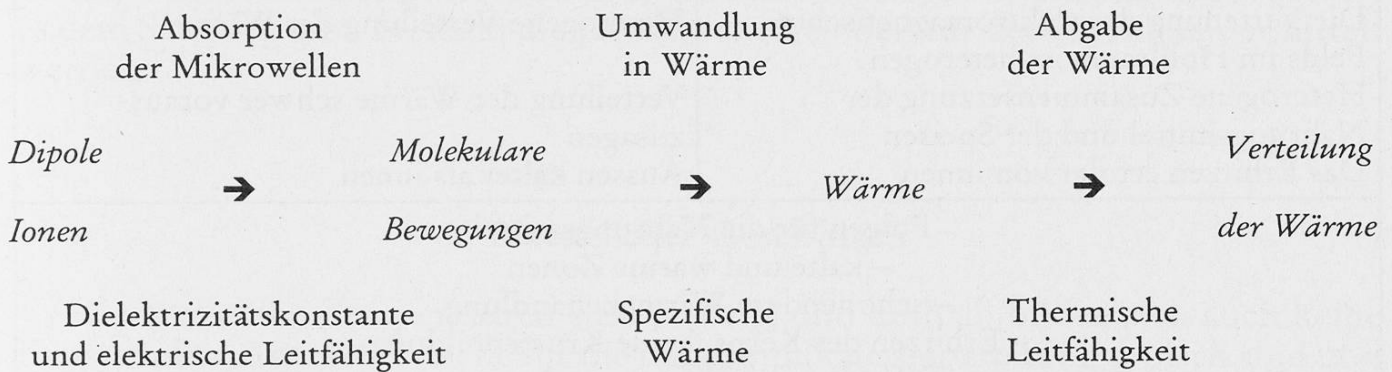 Absorption
der Mikrowellen
Umwandlung
in Wärme
Abgabe
der Wärme
Dipole
Ionen
➔
Molekulare
Bewegungen
➔
Wärme
➔
Verteilung
der Wärme
Dielektrizitätskonstante
und elektrische Leitfähigkeit
Spezifische
Wärme
Thermische
Leitfähigkeit